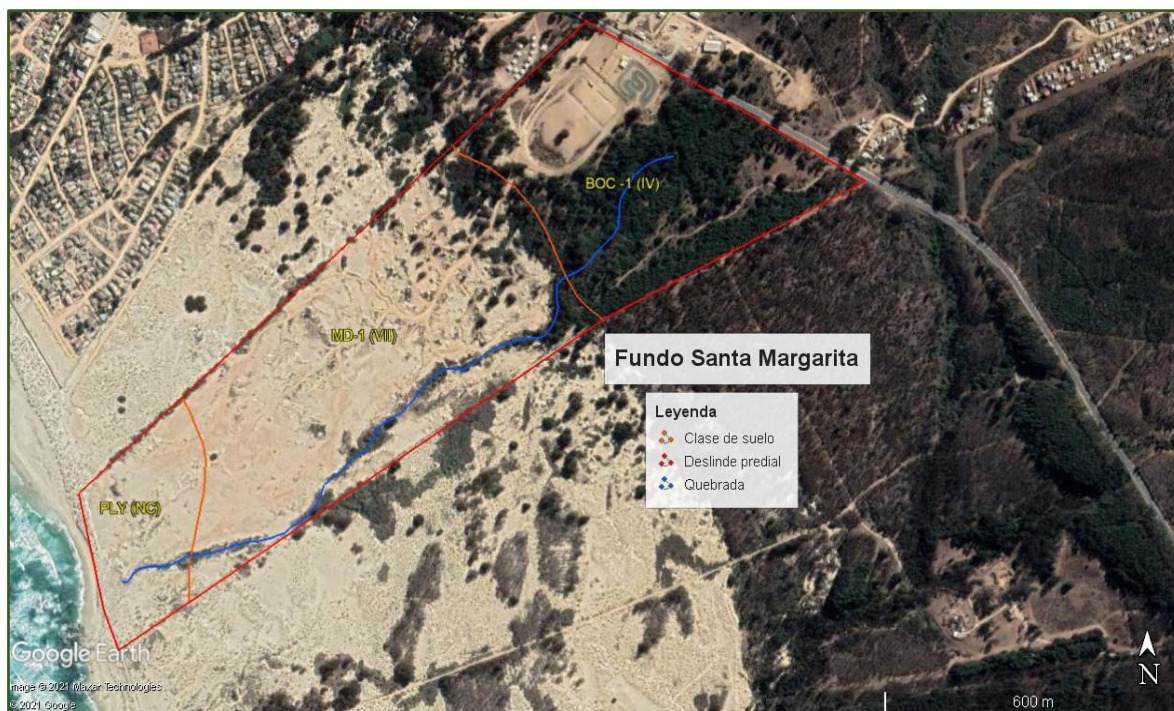 BOC -1 (IV)
MD-1 (VII)
Fundo Santa Margarita
Leyenda
Clase de suelo
Deslinde predial
Quebrada
PLY (NC)
Google Earth
Image © 2021 Maxar Technologies
© 2021 Google
N
600 m